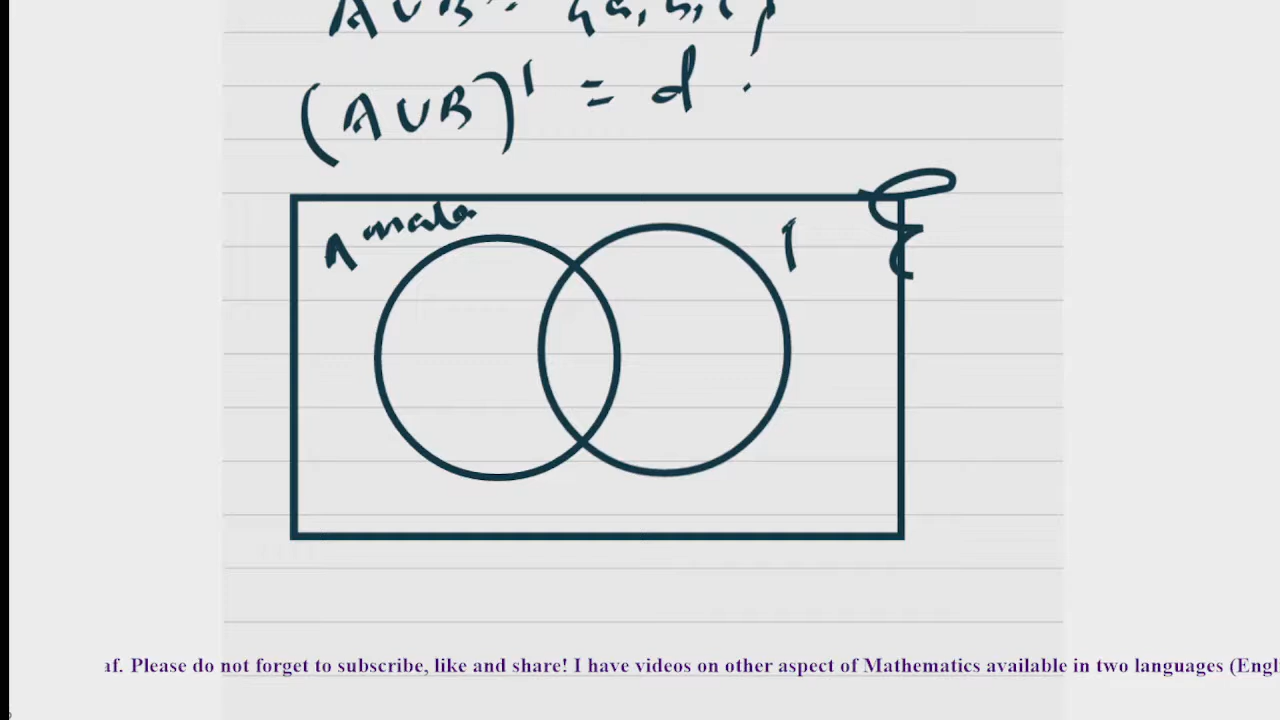 A∪B
(A∪B)' = d
A
ξ
af. Please do not forget to subscribe, like and share! I have videos on other aspect of Mathematics available in two languages (Engl